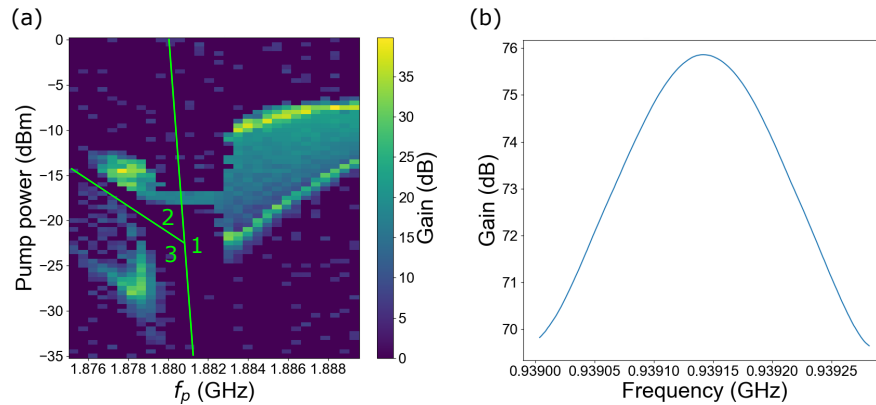 (a)
0
−5
−10
−15
−20
−25
−30
−35
Pump power (dBm)
1.876 1.878 1.880 1.882 1.884 1.886 1.888
f_p (GHz)
1
2
3
35
30
25
20
15
10
5
0
Gain (dB)
(b)
76
75
74
73
72
71
70
Gain (dB)
0.93900 0.93905 0.93910 0.93915 0.93920 0.93925
Frequency (GHz)